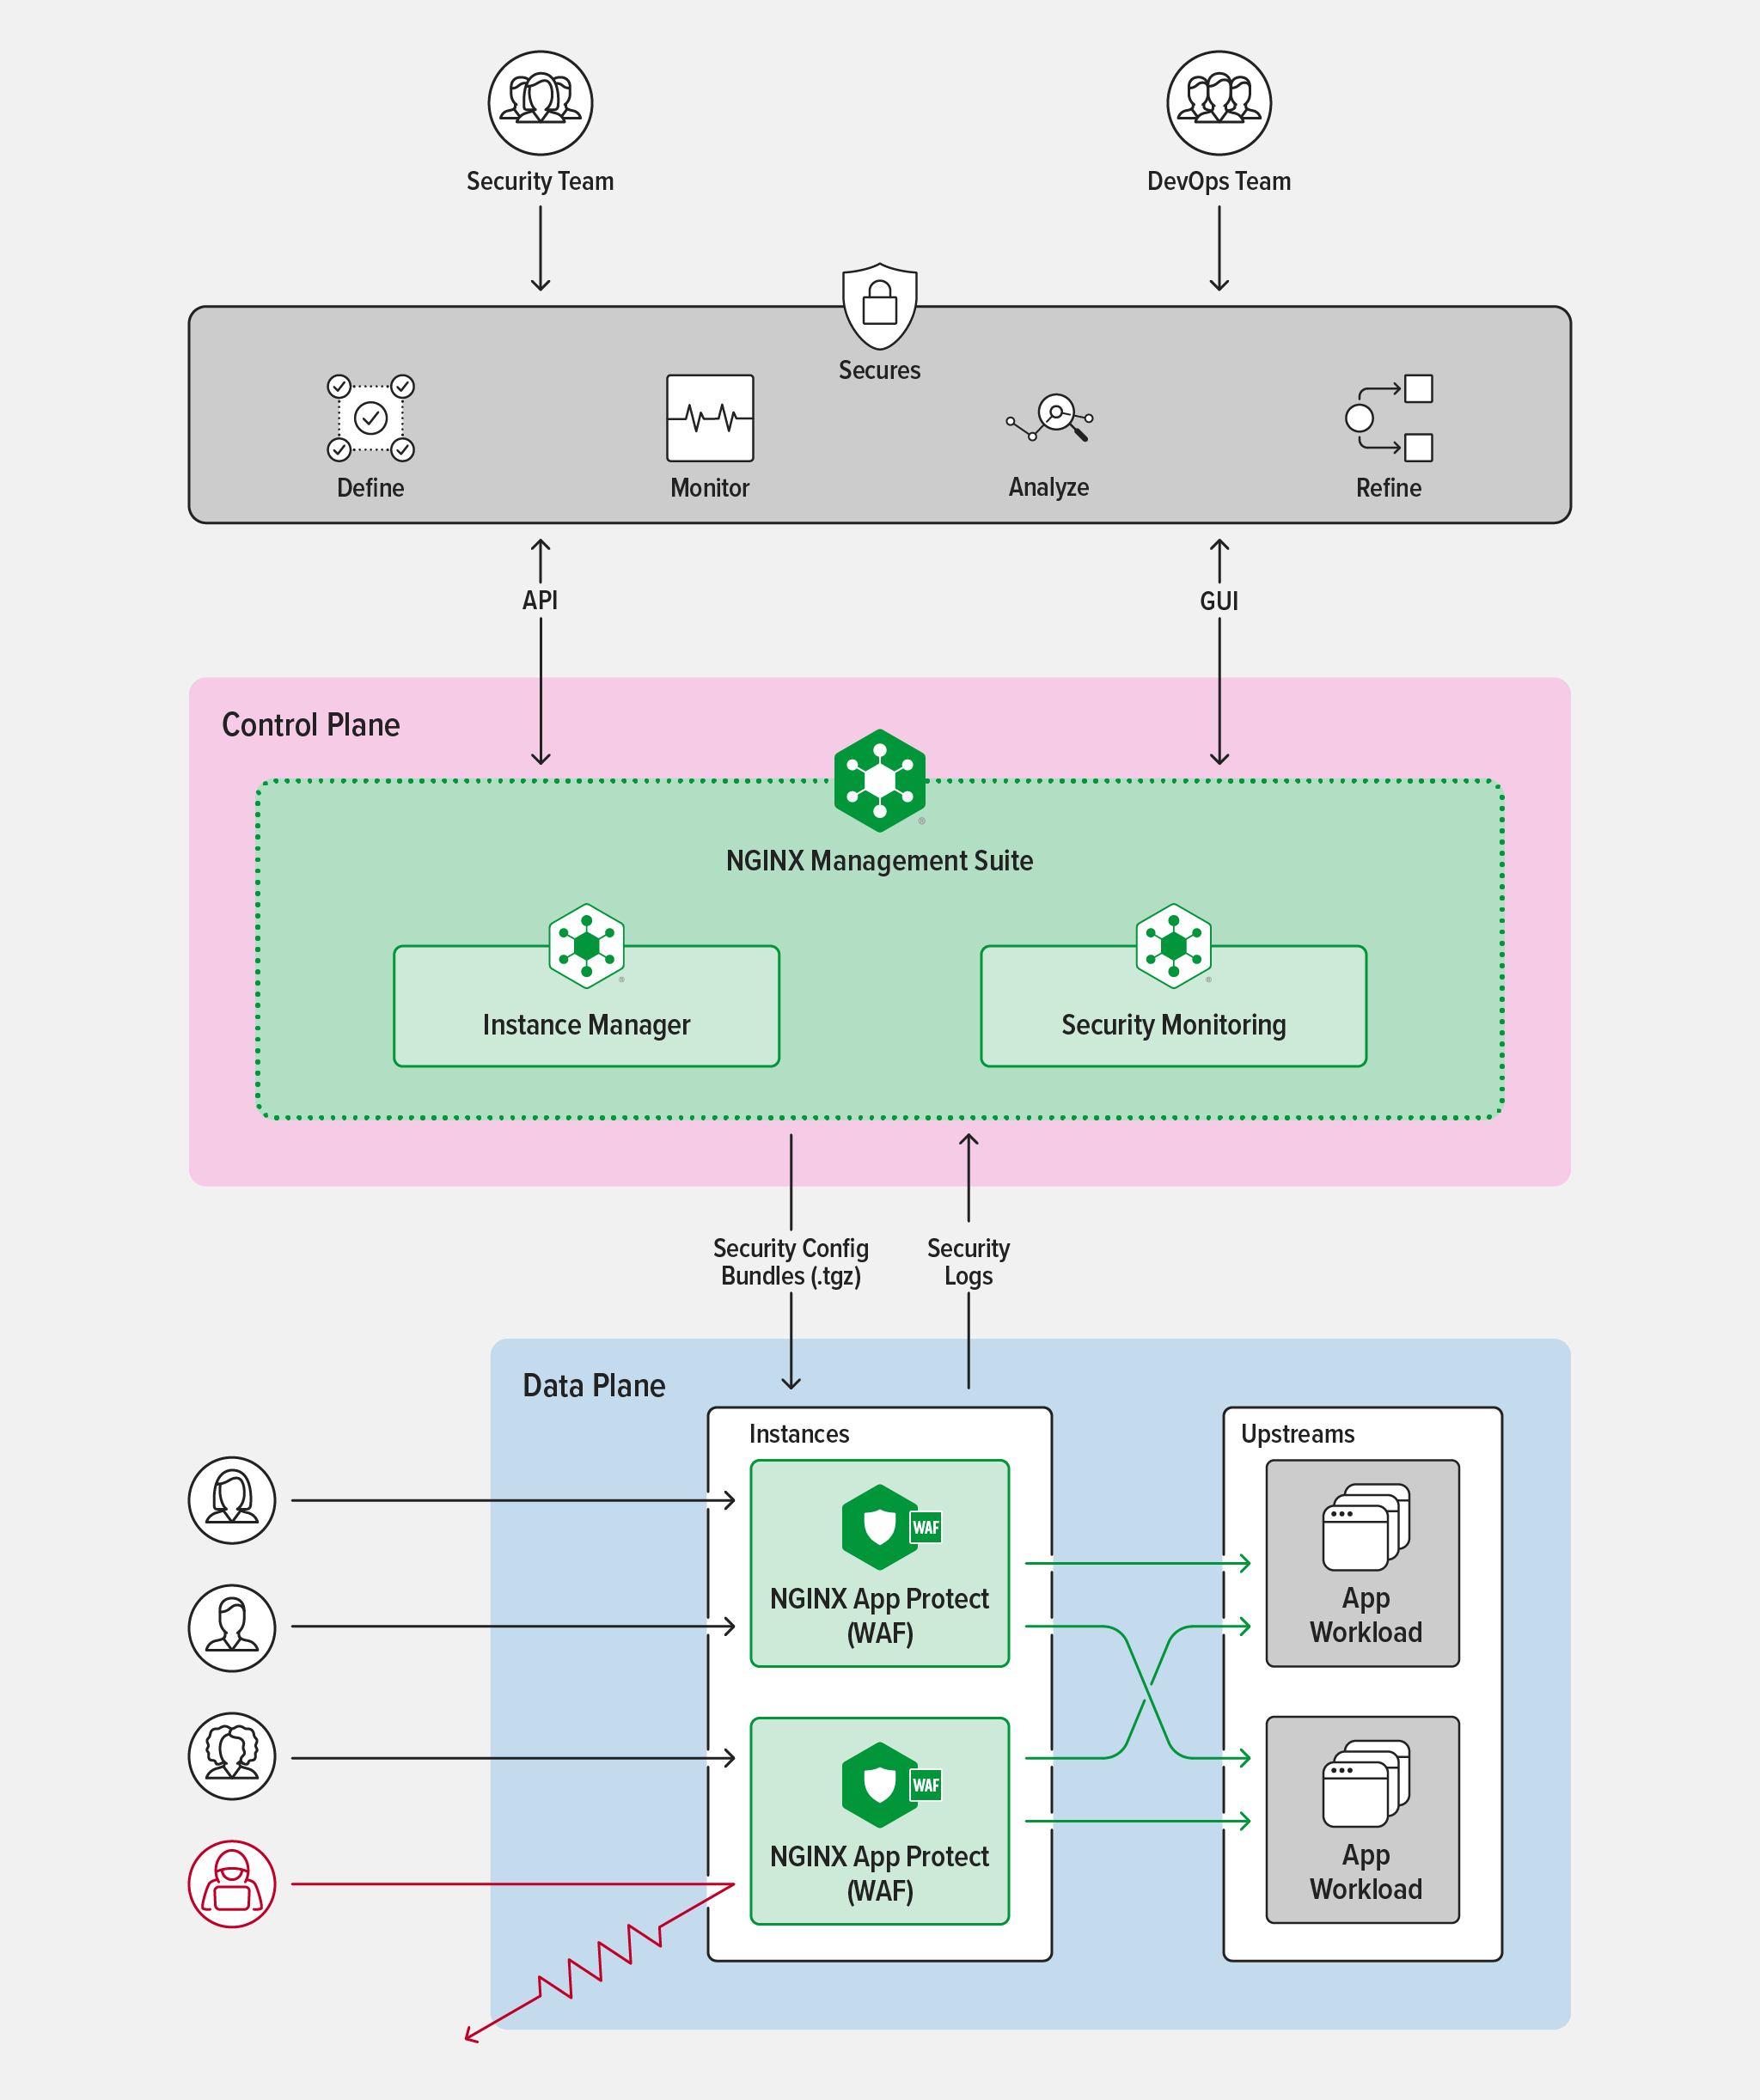 Security Team
DevOps Team
Secures
Define
Monitor
Analyze
Refine
API
GUI
Control Plane
NGINX Management Suite
Instance Manager
Security Monitoring
Security Config
Bundles (.tgz)
Security
Logs
Data Plane
Instances
Upstreams
WAF
NGINX App Protect
(WAF)
App
Workload
WAF
NGINX App Protect
(WAF)
App
Workload